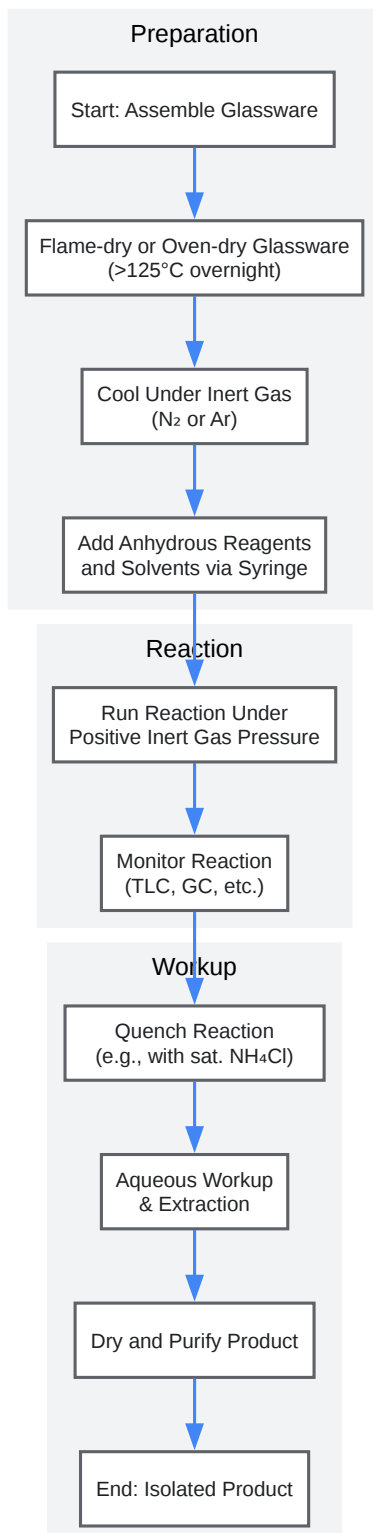 Preparation
Start: Assemble Glassware
Flame-dry or Oven-dry Glassware
(>125°C overnight)
Cool Under Inert Gas
(N₂ or Ar)
Add Anhydrous Reagents
and Solvents via Syringe
Reaction
Run Reaction Under
Positive Inert Gas Pressure
Monitor Reaction
(TLC, GC, etc.)
Workup
Quench Reaction
(e.g., with sat. NH₄Cl)
Aqueous Workup
& Extraction
Dry and Purify Product
End: Isolated Product